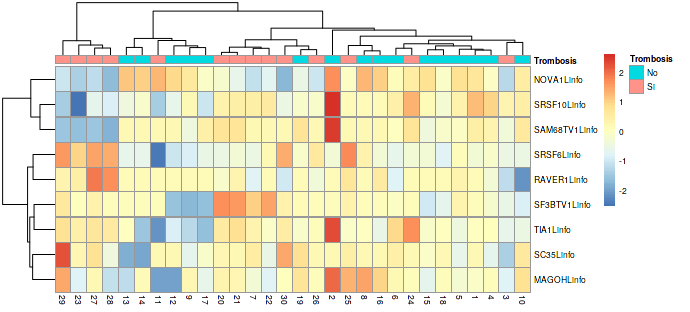 Trombosis
Trombosis
No
SI
2
1
0
-1
-2
NOVA1Linfo
SRSF10Linfo
SAM68TV1Linfo
SRSF6Linfo
RAVER1Linfo
SF3BTV1Linfo
TIA1Linfo
SC35Linfo
MAGOHLinfo
29 23 27 28 13 14 11 12 9 17 20 21 7 22 30 19 26 2 25 8 16 6 24 15 18 5 1 4 3 10